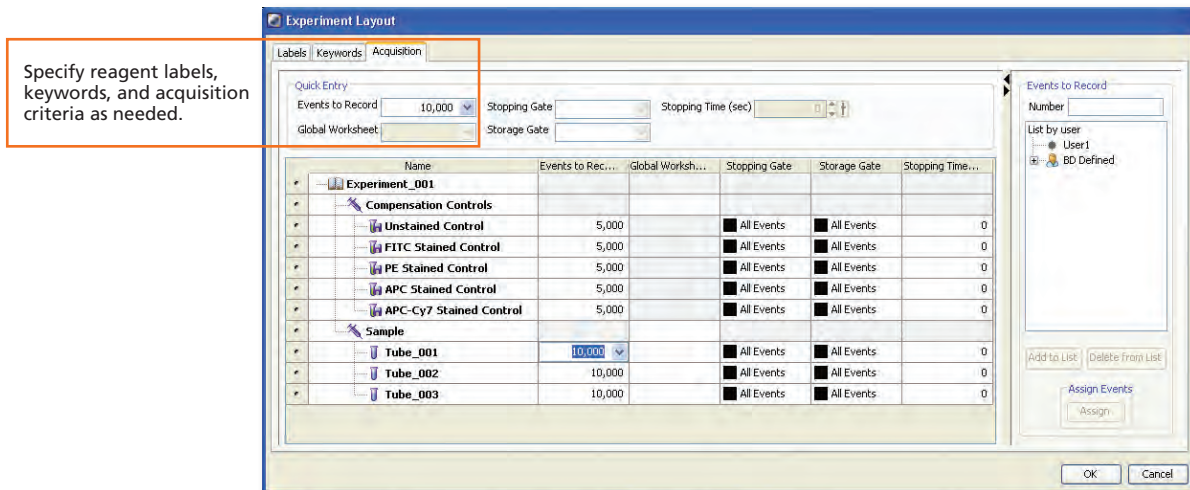 Experiment Layout
Specify reagent labels,
keywords, and acquisition
criteria as needed.
Labels Keywords Acquisition
Quick Entry
Events to Record 10,000 Stopping Gate Stopping Time (sec) 0
Global Worksheet Storage Gate
Name Events to Rec.... Global Worksh... Stopping Gate Storage Gate Stopping Time...
Experiment_001
Compensation Controls
Unstained Control 5,000 All Events All Events 0
FITC Stained Control 5,000 All Events All Events 0
PE Stained Control 5,000 All Events All Events 0
APC Stained Control 5,000 All Events All Events 0
APC-Cy7 Stained Control 5,000 All Events All Events 0
Sample
Tube_001 10,000 All Events All Events 0
Tube_002 10,000 All Events All Events 0
Tube_003 10,000 All Events All Events 0
Events to Record
Number
List by user
User1
BD Defined
Add to List Delete from List
Assign Events
Assign
OK Cancel